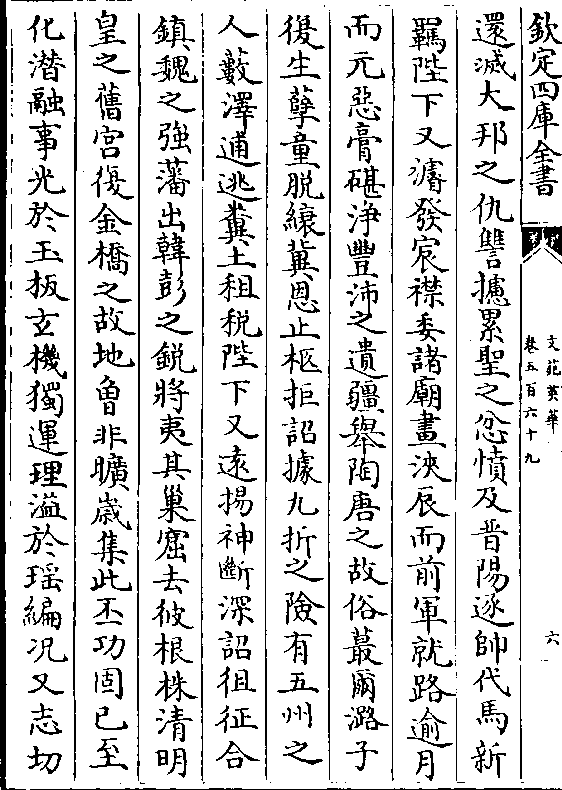 欽定四庫全書
文苑英華
卷五百六十九
六
還滅大邦之仇讐攄累聖之忿憤及晋陽逐帥代馬新
羈陛下又濬發宸襟委諸廟畫浹辰而前軍就路逾月
而元惡膏碪浄豐沛之遺疆舉陶唐之故俗蕞爾潞子
復生孽童脱纕冀恩止柩拒詔據九折之險有五州之
人藪澤逋逃糞土租税陛下又逺揚神斷深詔徂征合
鎮魏之强藩出韓彭之鋭將夷其巢窟去彼根株清明
皇之舊宫復金橋之故地曾非曠歳集此丕功固已至
化潜融事光於玉板玄機獨運理溢於瑶編况又志切